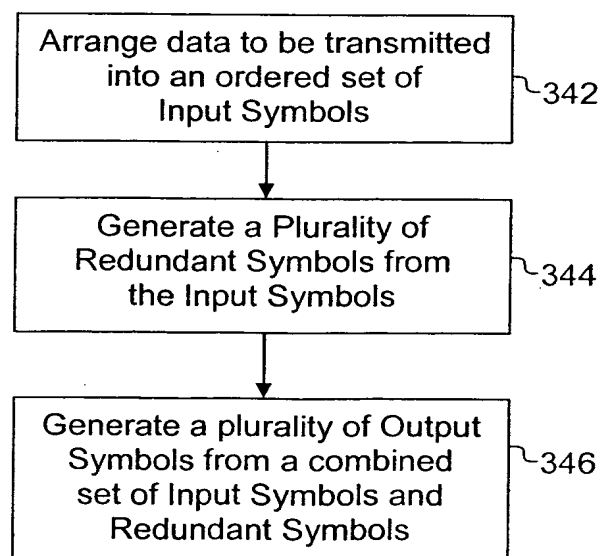 Arrange data to be transmitted
into an ordered set of
Input Symbols
342
Generate a Plurality of
Redundant Symbols from
the Input Symbols
344
Generate a plurality of Output
Symbols from a combined
set of Input Symbols and
Redundant Symbols
346